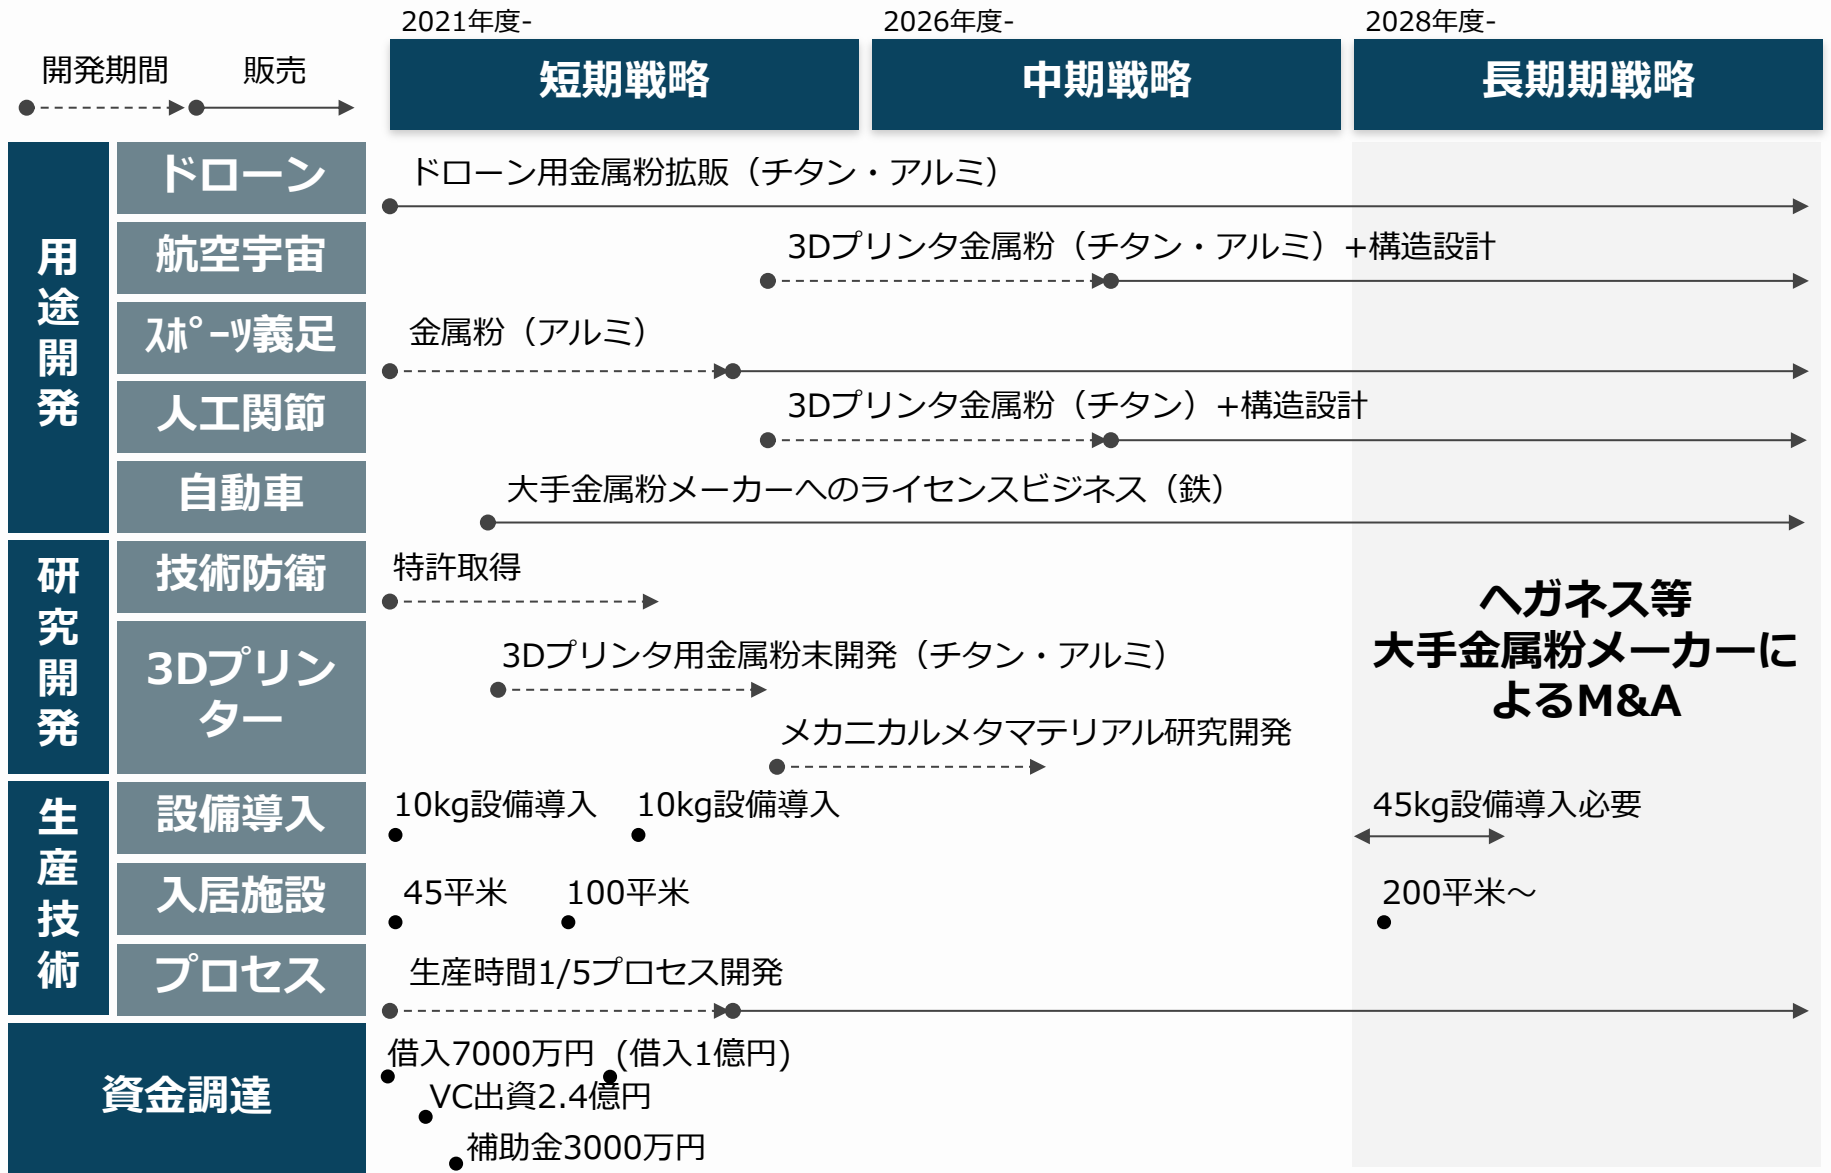 2021年度-
2026年度-
2028年度-
開発期間
販売
短期戦略
中期戦略
長期期戦略
用途開発
ドローン
ドローン用金属粉拡販（チタン・アルミ）
航空宇宙
3Dプリンタ金属粉（チタン・アルミ）+構造設計
ｽﾎﾟｰﾂ義足
金属粉（アルミ）
人工関節
3Dプリンタ金属粉（チタン）+構造設計
自動車
大手金属粉メーカーへのライセンスビジネス（鉄）
研究開発
技術防衛
特許取得
3Dプリン
ター
3Dプリンタ用金属粉末開発（チタン・アルミ）
メカニカルメタマテリアル研究開発
ヘガネス等
大手金属粉メーカーに
よるM&A
生産技術
設備導入
10kg設備導入
10kg設備導入
45kg設備導入必要
入居施設
45平米
100平米
200平米～
プロセス
生産時間1/5プロセス開発
資金調達
借入7000万円
(借入1億円)
VC出資2.4億円
補助金3000万円